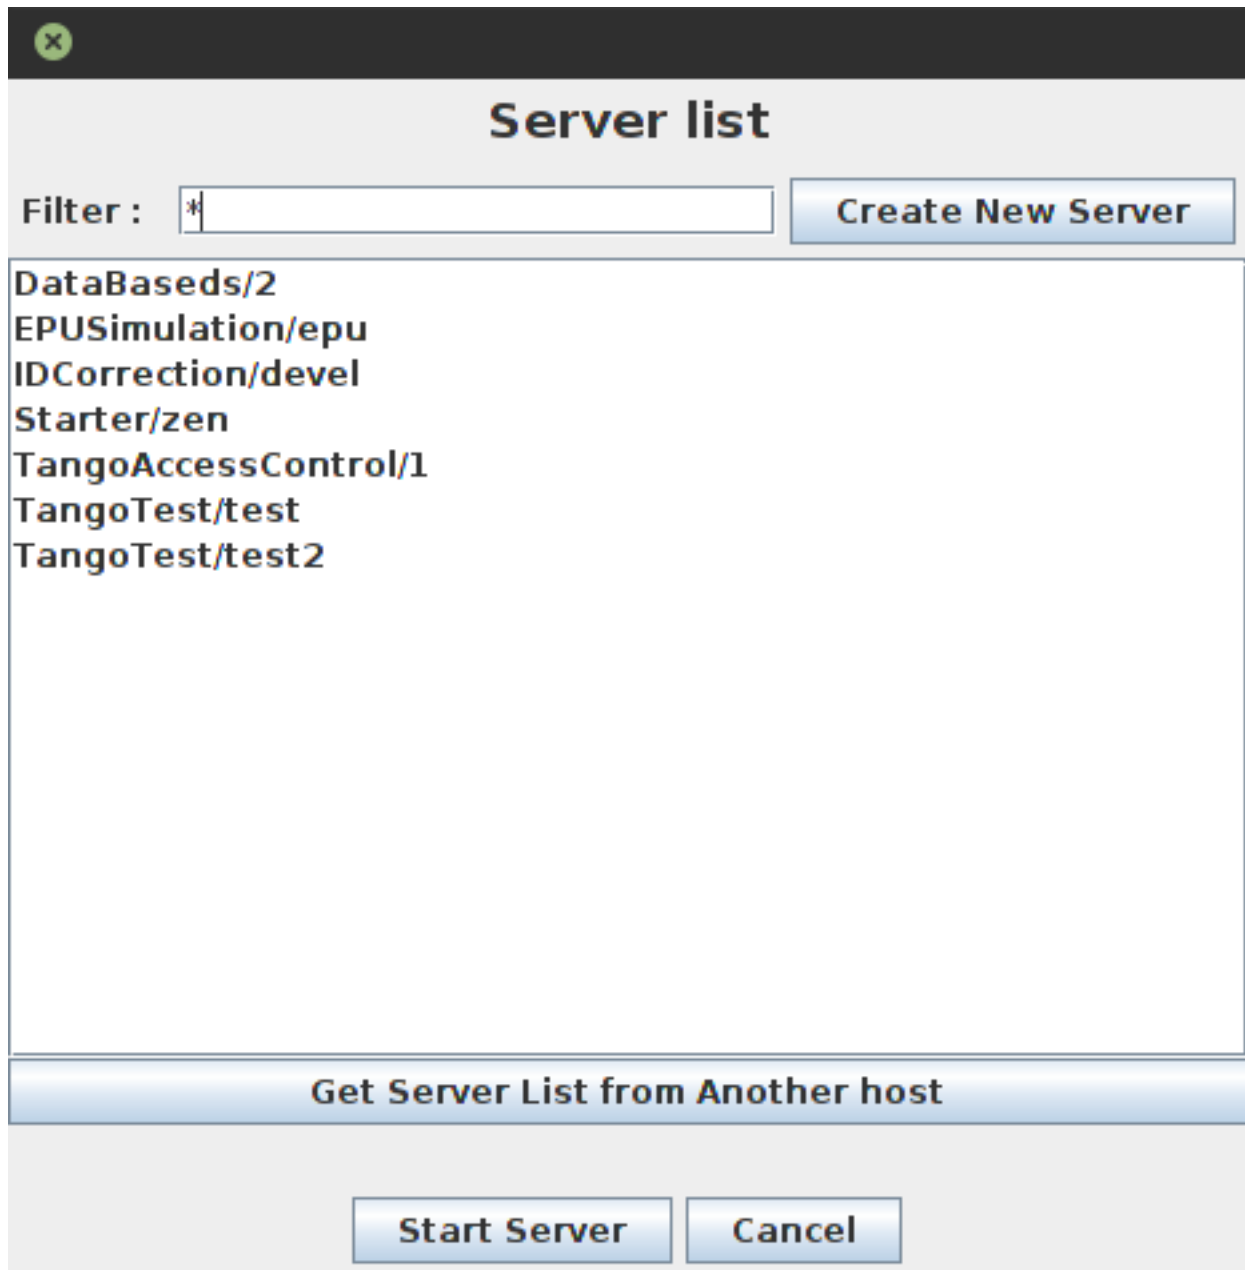 Server list
Filter : * Create New Server
DataBaseds/2
EPUSimulation/epu
IDCorrection/devel
Starter/zen
TangoAccessControl/1
TangoTest/test
TangoTest/test2
Get Server List from Another host
Start Server Cancel